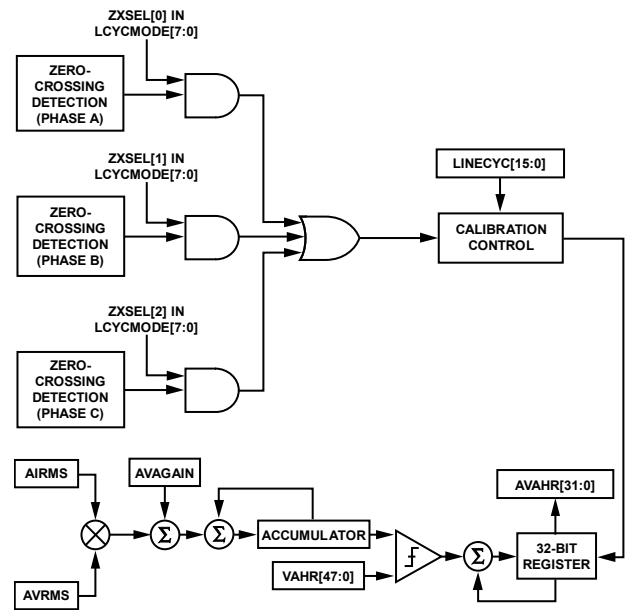 ZXSEL[0] IN
LCYCMODE[7:0]
ZERO-
CROSSING
DETECTION
(PHASE A)
ZXSEL[1] IN
LCYCMODE[7:0]
ZERO-
CROSSING
DETECTION
(PHASE B)
LINECYC[15:0]
CALIBRATION
CONTROL
ZXSEL[2] IN
LCYCMODE[7:0]
ZERO-
CROSSING
DETECTION
(PHASE C)
AIRMS
AVAGAIN
AVAHR[31:0]
Σ
Σ
ACCUMULATOR
Σ
32-BIT
REGISTER
AVRMS
VAHR[47:0]